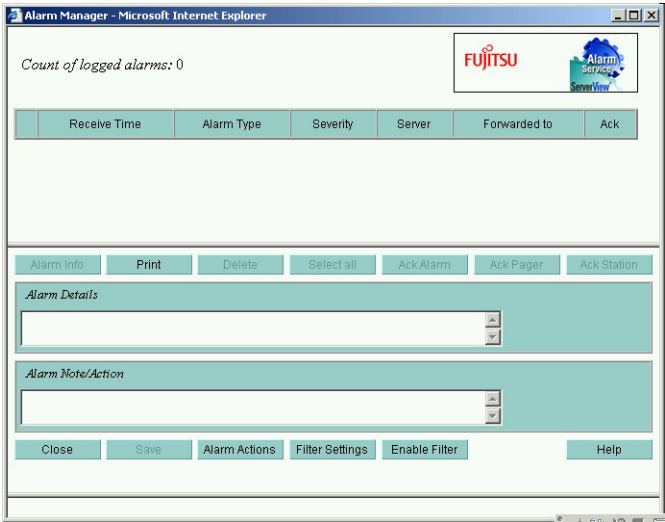 Alarm Manager - Microsoft Internet Explorer
Count of logged alarms: 0
FUJITSU
Alarm
Service
ServerView
Receive Time Alarm Type Severity Server Forwarded to Ack
Alarm Info Print Delete Select all Ack Alarm Ack Pager Ack Station
Alarm Details
Alarm Note/Action
Close Save Alarm Actions Filter Settings Enable Filter Help